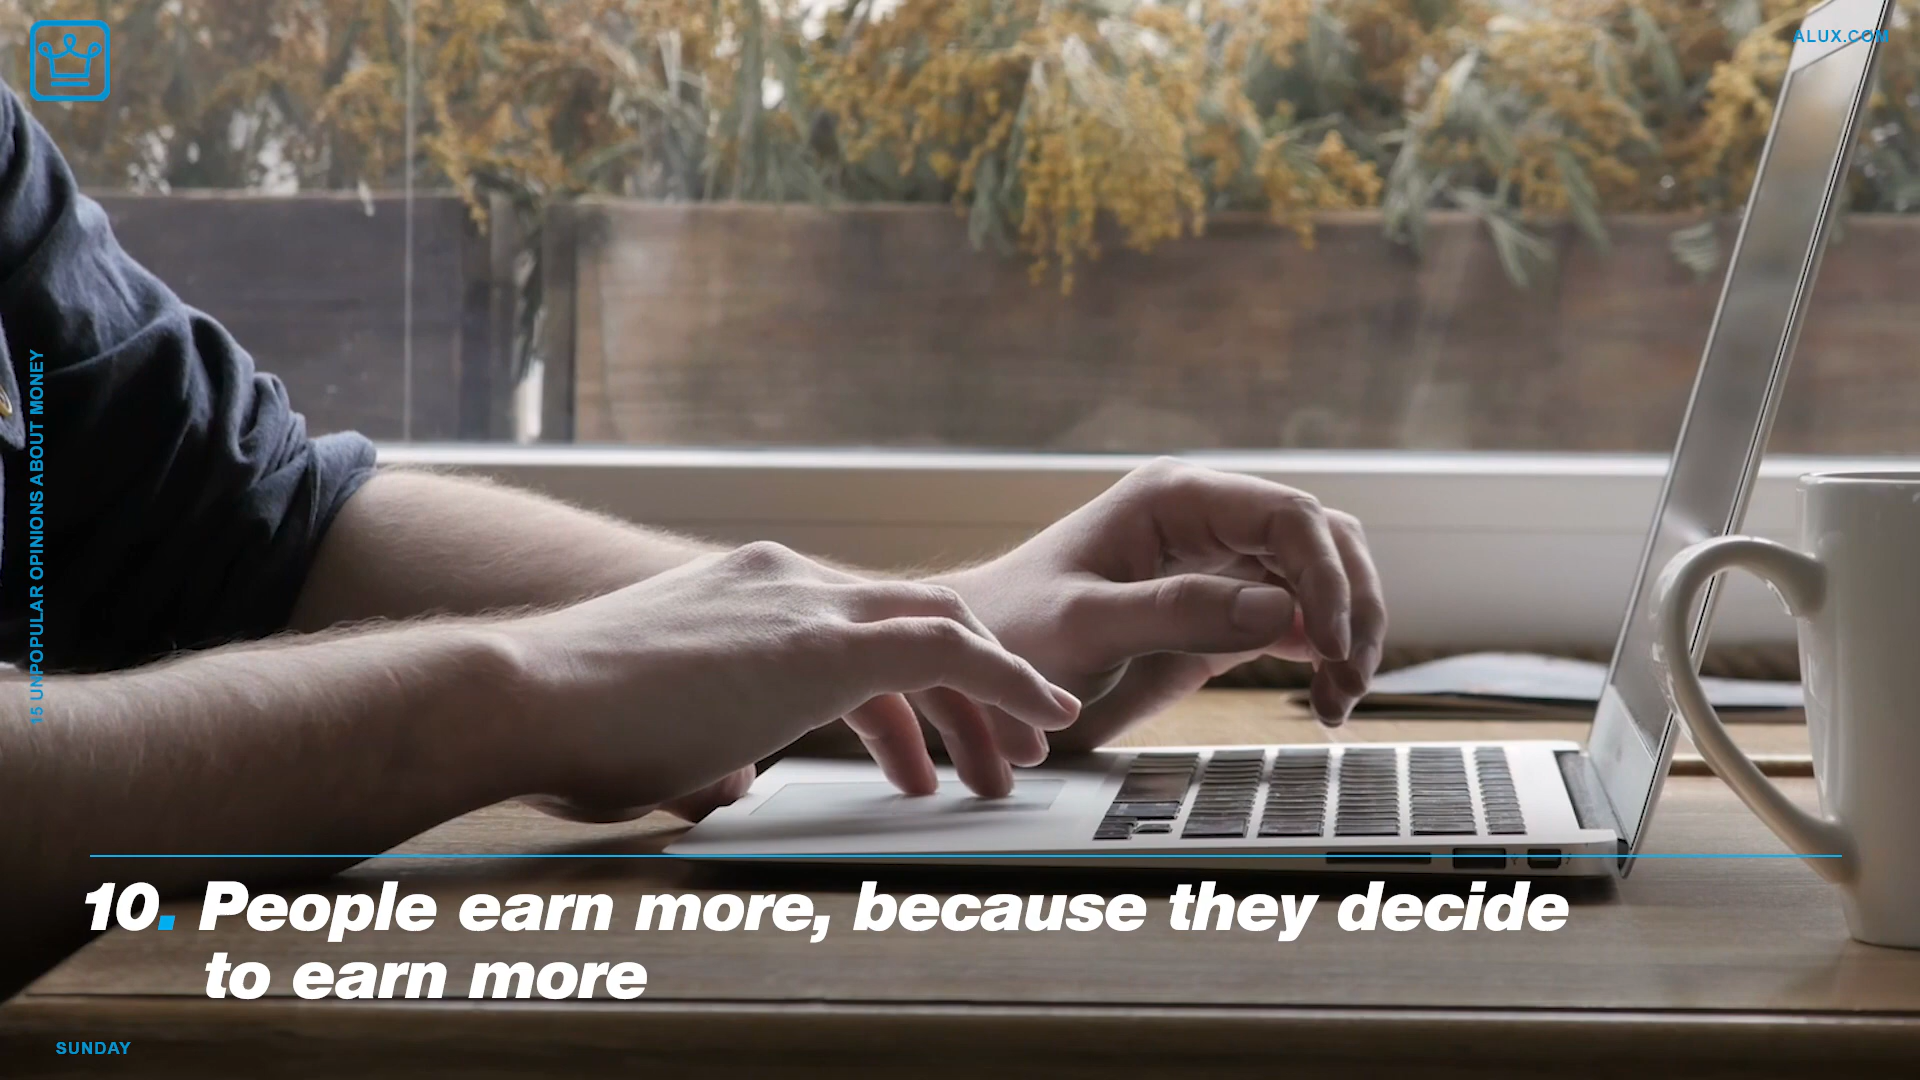 ALUX.COM
15 UNPOPULAR OPINIONS ABOUT MONEY
10. People earn more, because they decide
to earn more
SUNDAY